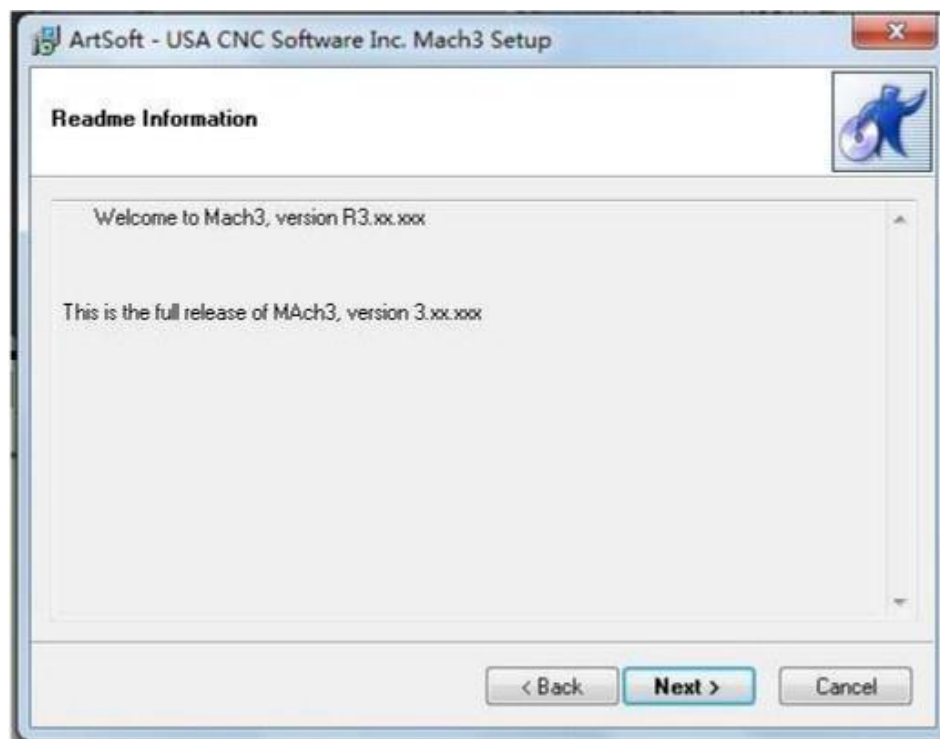 ArtSoft - USA CNC Software Inc. Mach3 Setup
Readme Information
Welcome to Mach3, version R3.xx.xxx
This is the full release of MAch3, version 3.xx.xxx
< Back Next > Cancel